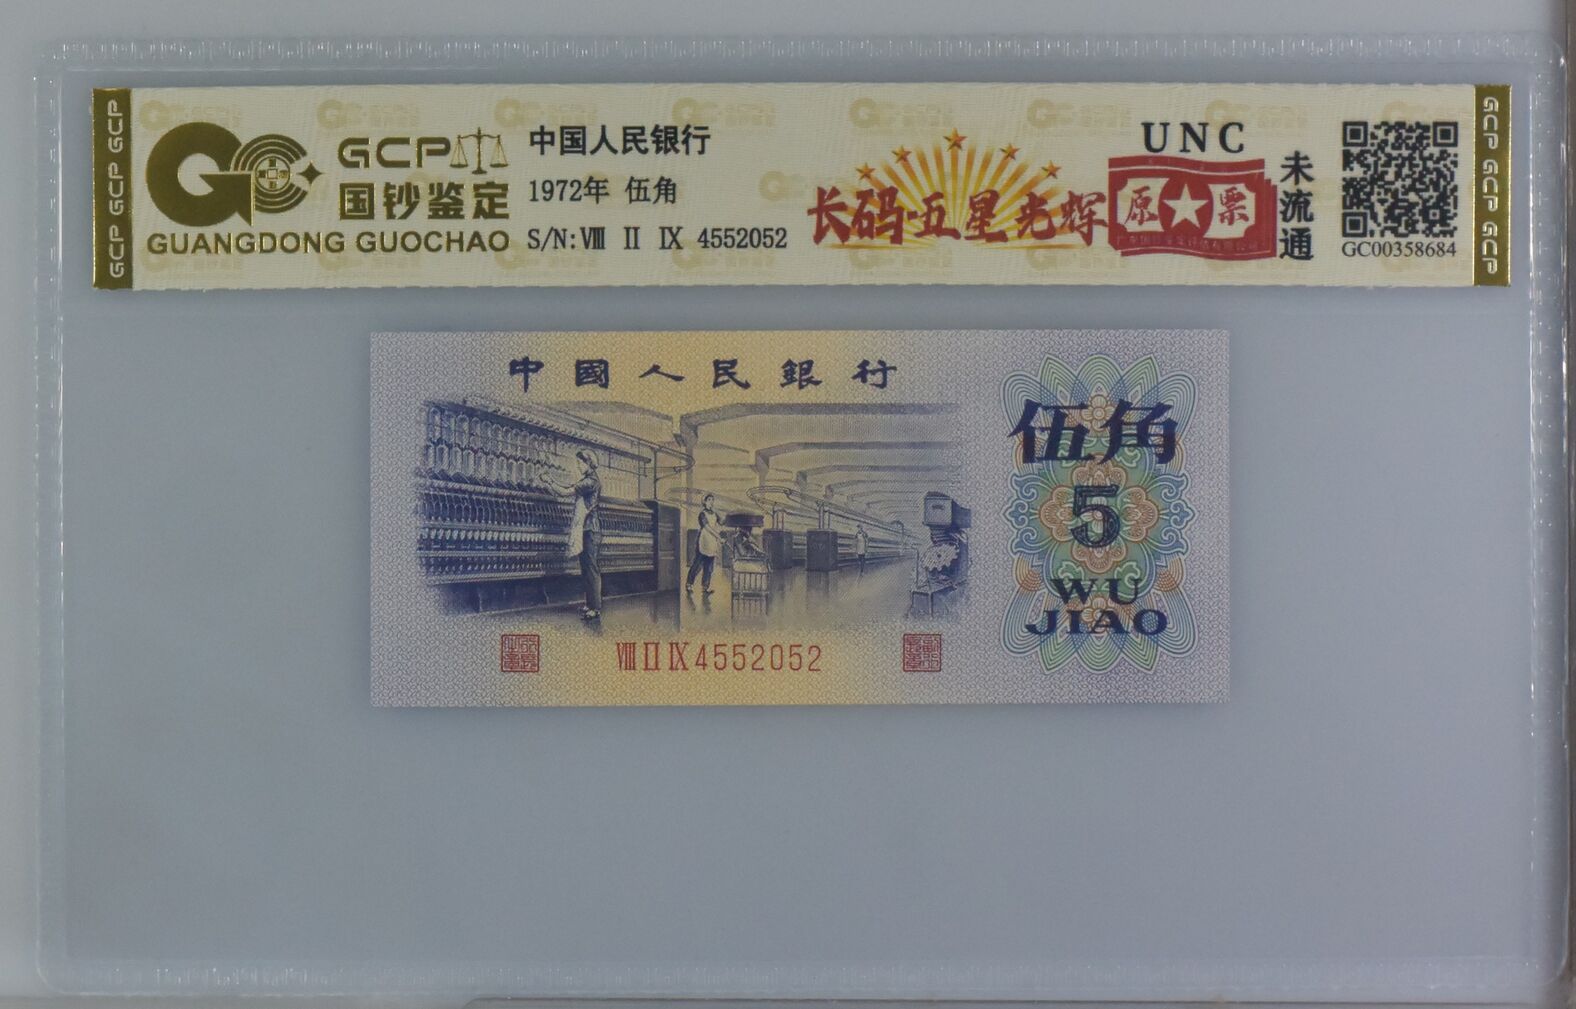 GCP GCP GCP
GCP
国钞鉴定
GUANGDONG GUOCHAO
中国人民银行
1972年 伍角
S/N:Ⅷ Ⅱ Ⅸ 4552052
长码·五星光辉
UNC
原★票
未流通
GC00358684
GCP GCP GCP
中國人民銀行
伍角
5
WU
JIAO
ⅧⅡⅨ4552052